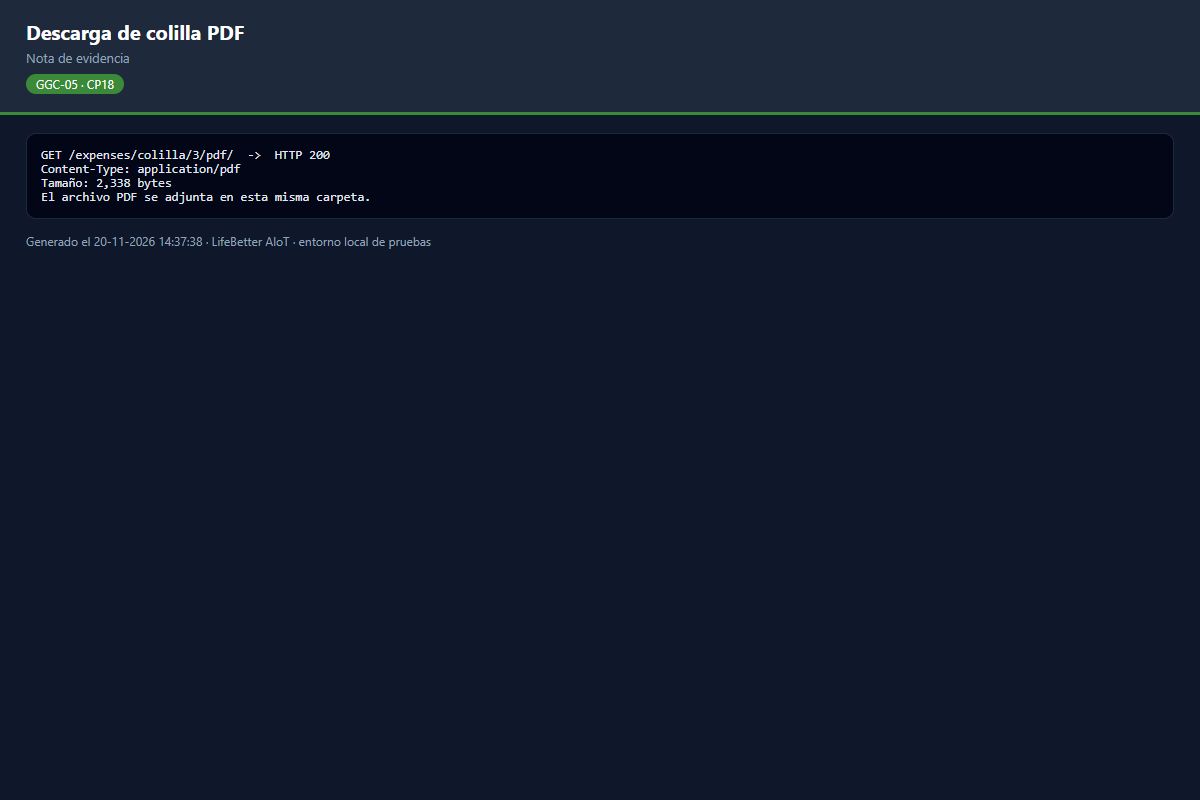 Descarga de colilla PDF
Nota de evidencia
GGC-05 · CP18
GET /expenses/colilla/3/pdf/  ->  HTTP 200
Content-Type: application/pdf
Tamaño: 2,338 bytes
El archivo PDF se adjunta en esta misma carpeta.
Generado el 20-11-2026 14:37:38 · LifeBetter AIoT · entorno local de pruebas